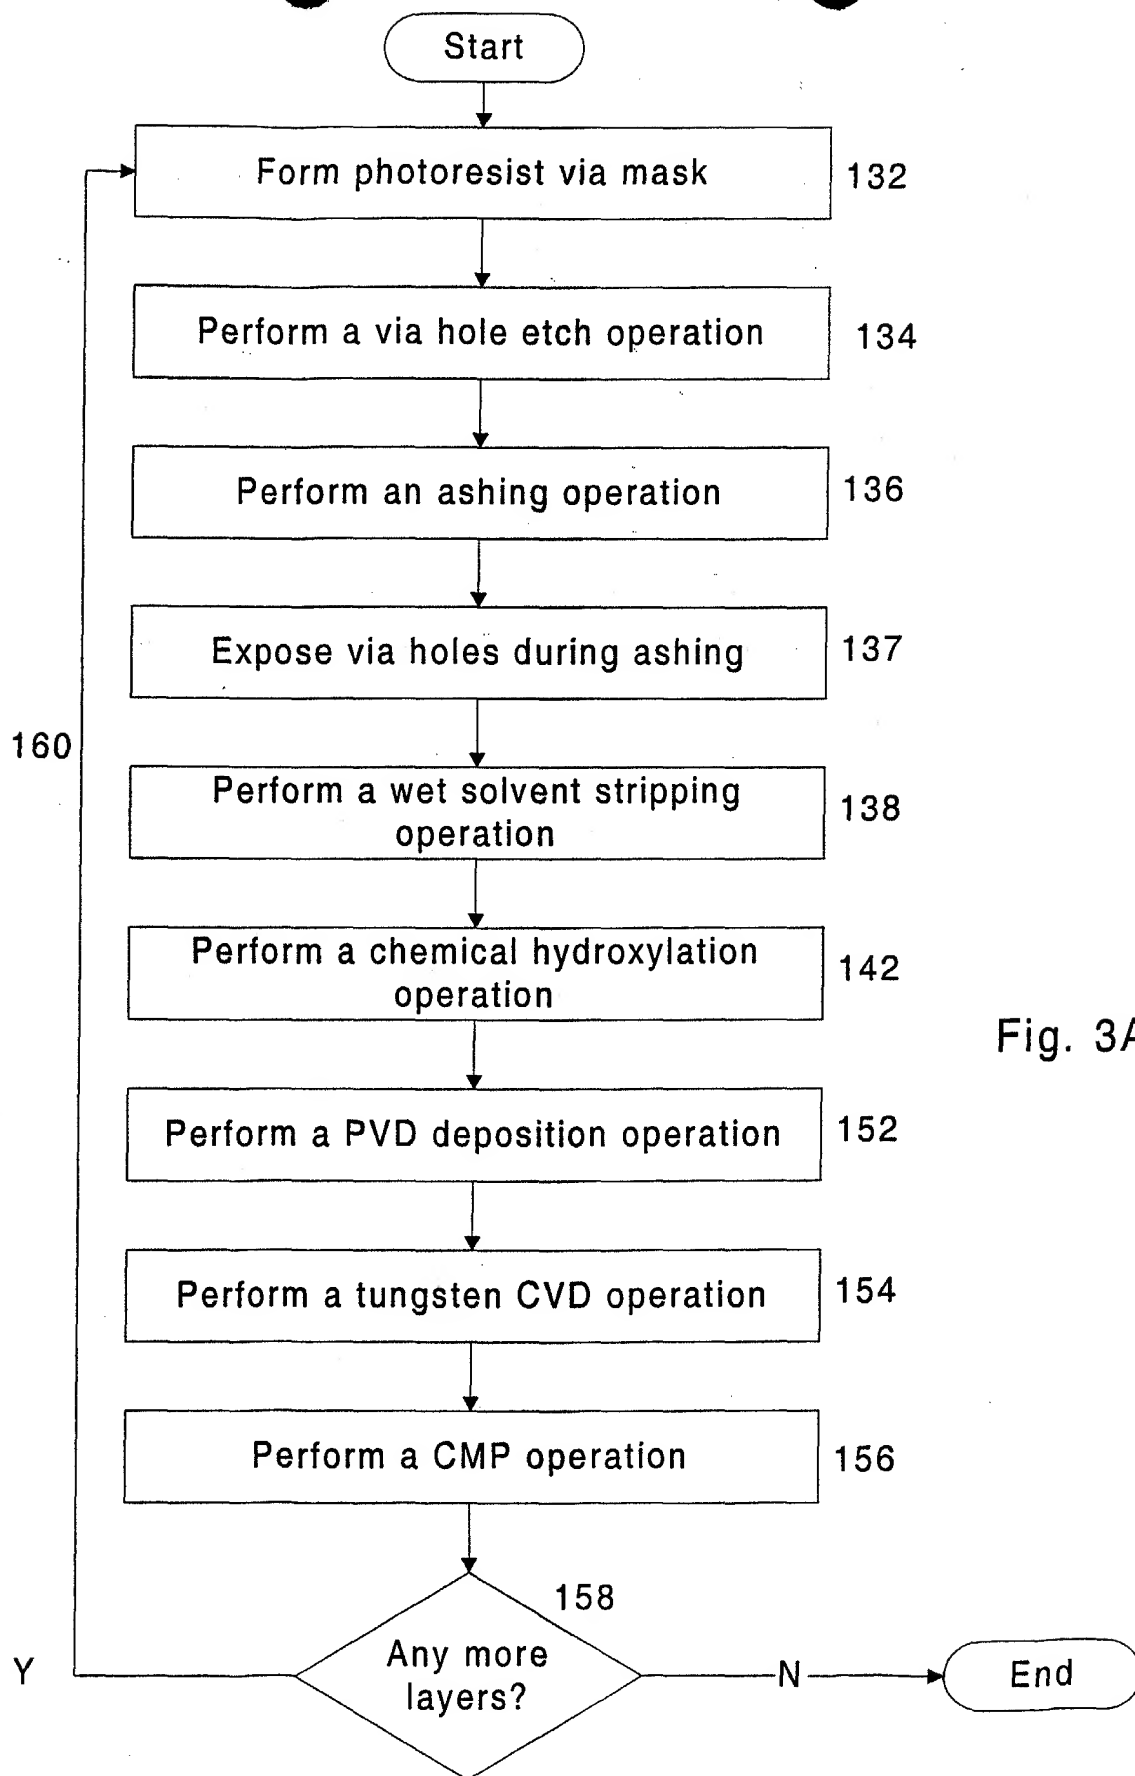 Start
Form photoresist via mask
132
Perform a via hole etch operation
134
Perform an ashing operation
136
Expose via holes during ashing
137
160
Perform a wet solvent stripping
operation
138
Perform a chemical hydroxylation
operation
142
Fig. 3A
Perform a PVD deposition operation
152
Perform a tungsten CVD operation
154
Perform a CMP operation
156
158
Any more
layers?
Y
N
End